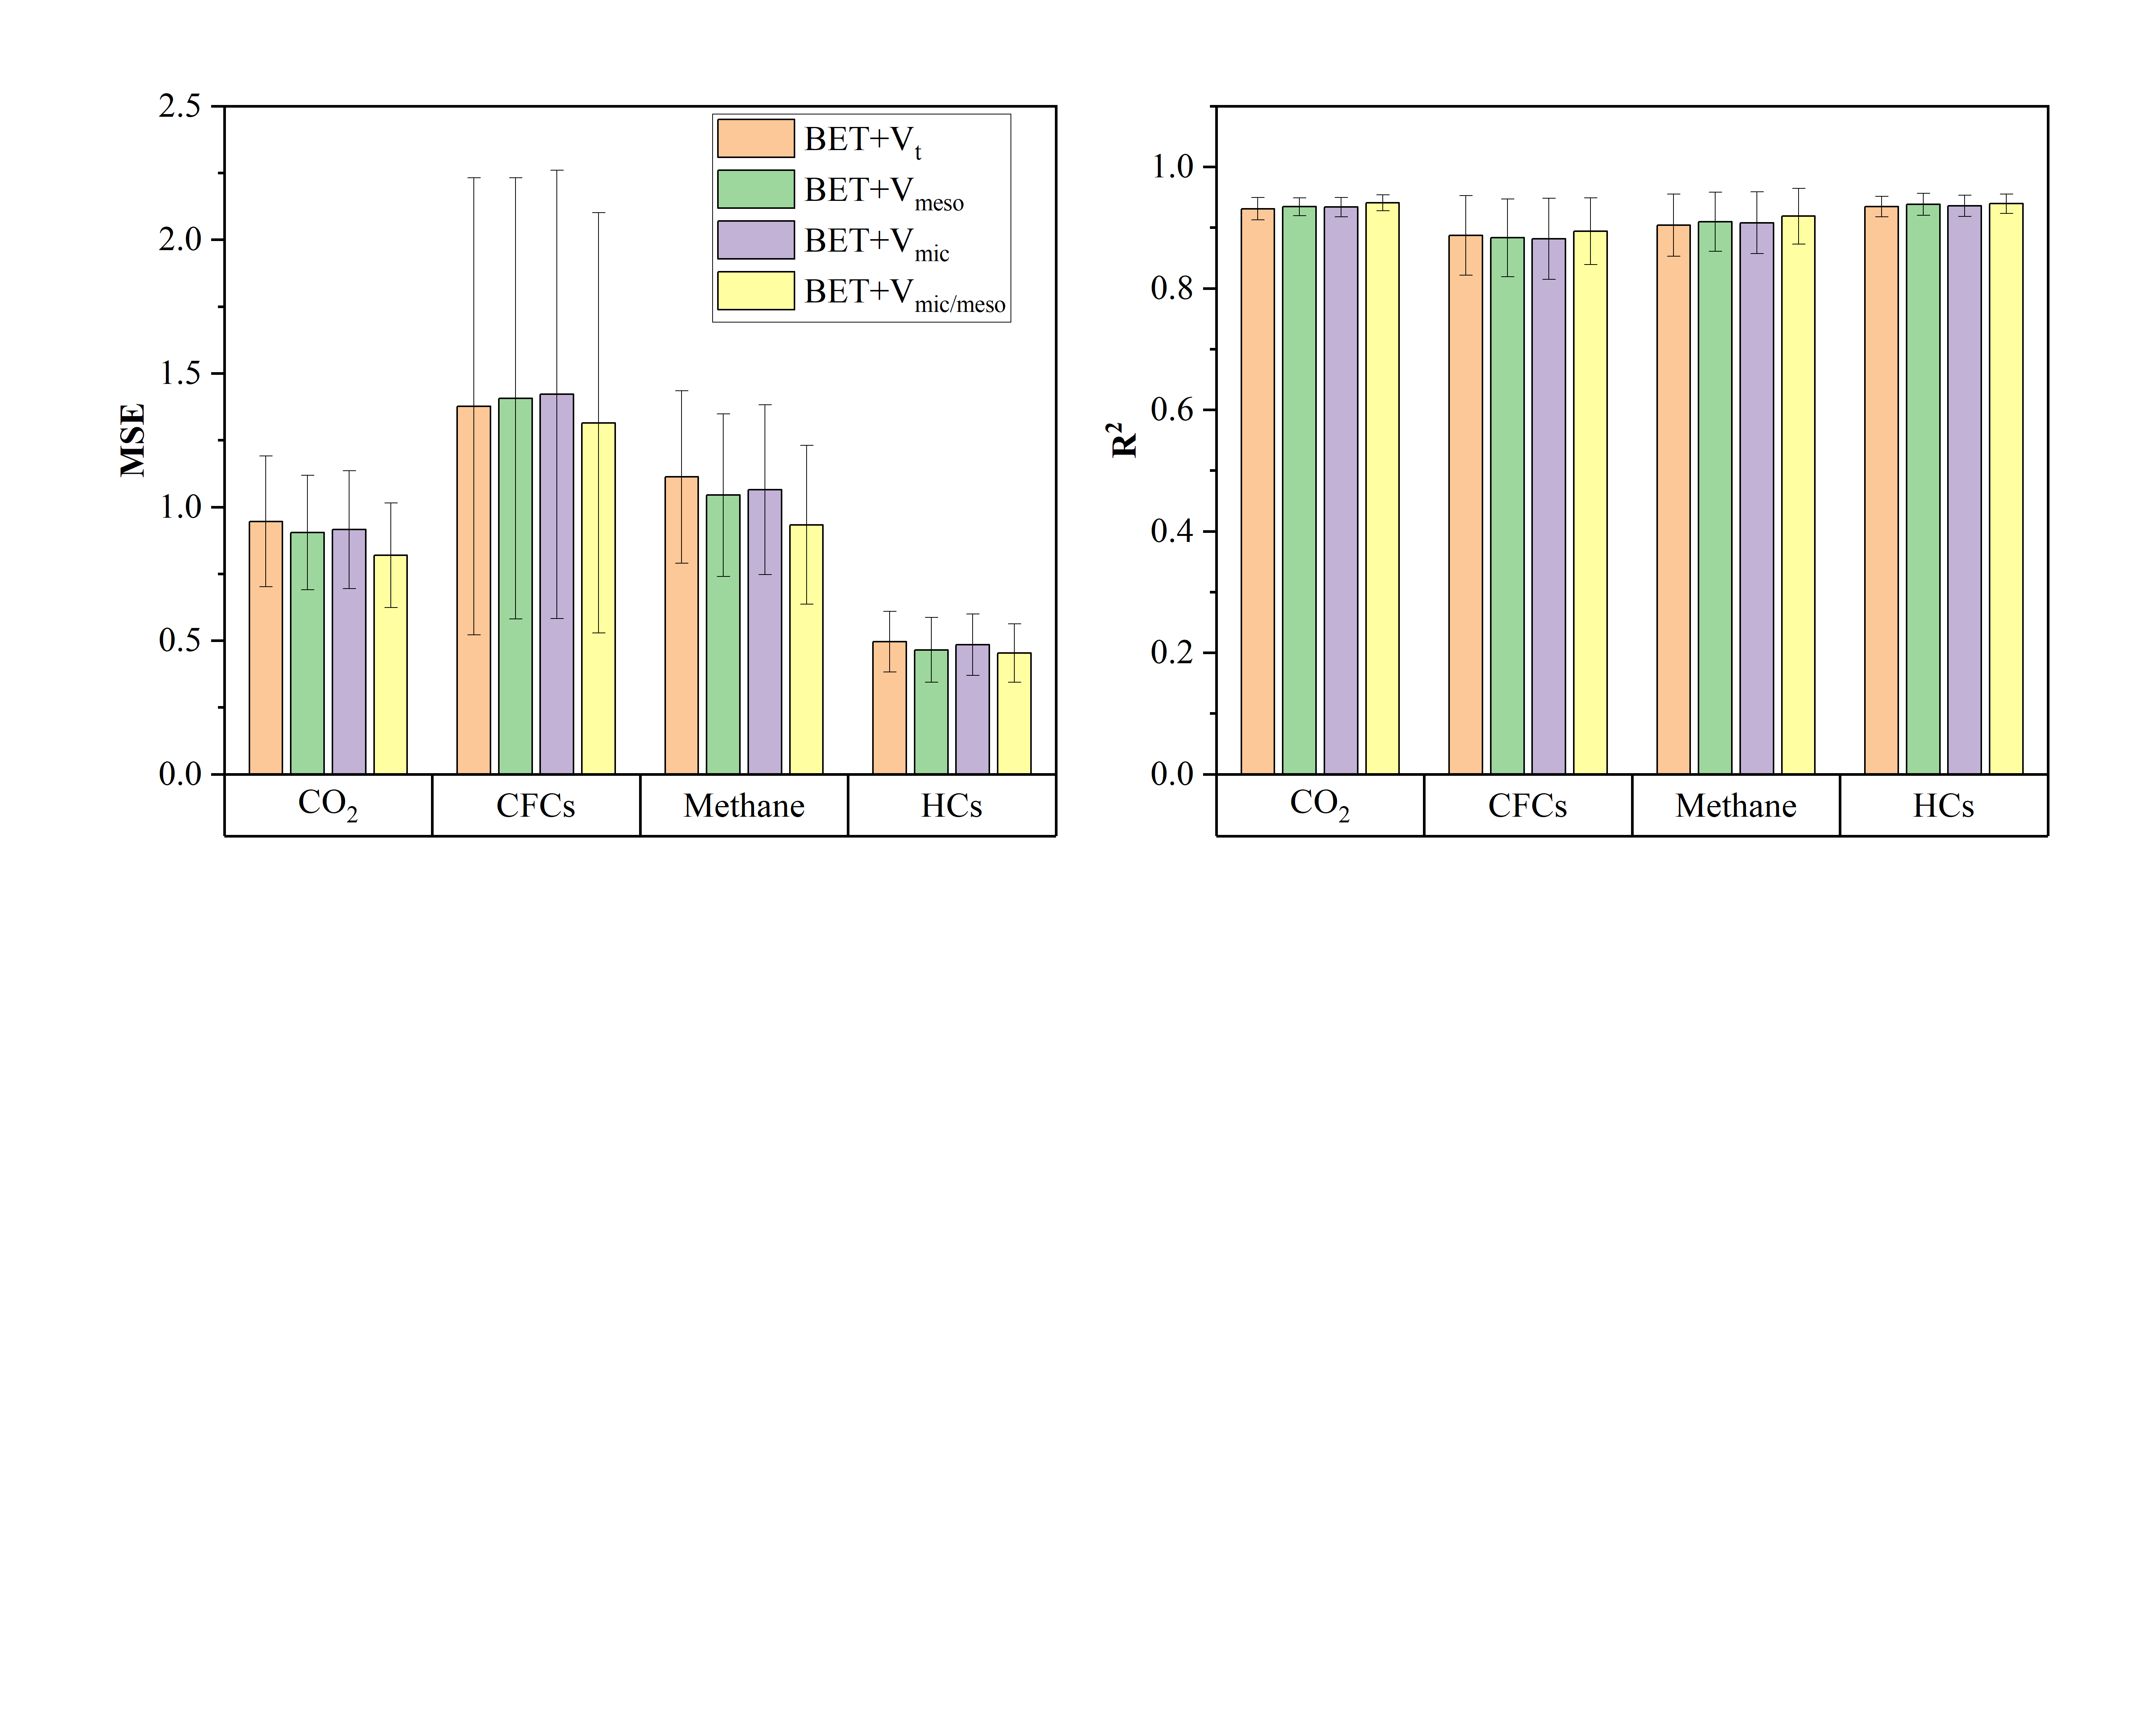 MSE
2.5
2.0
1.5
1.0
0.5
0.0
BET+Vt
BET+Vmeso
BET+Vmic
BET+Vmic/meso
CO2 CFCs Methane HCs
R2
1.0
0.8
0.6
0.4
0.2
0.0
CO2 CFCs Methane HCs